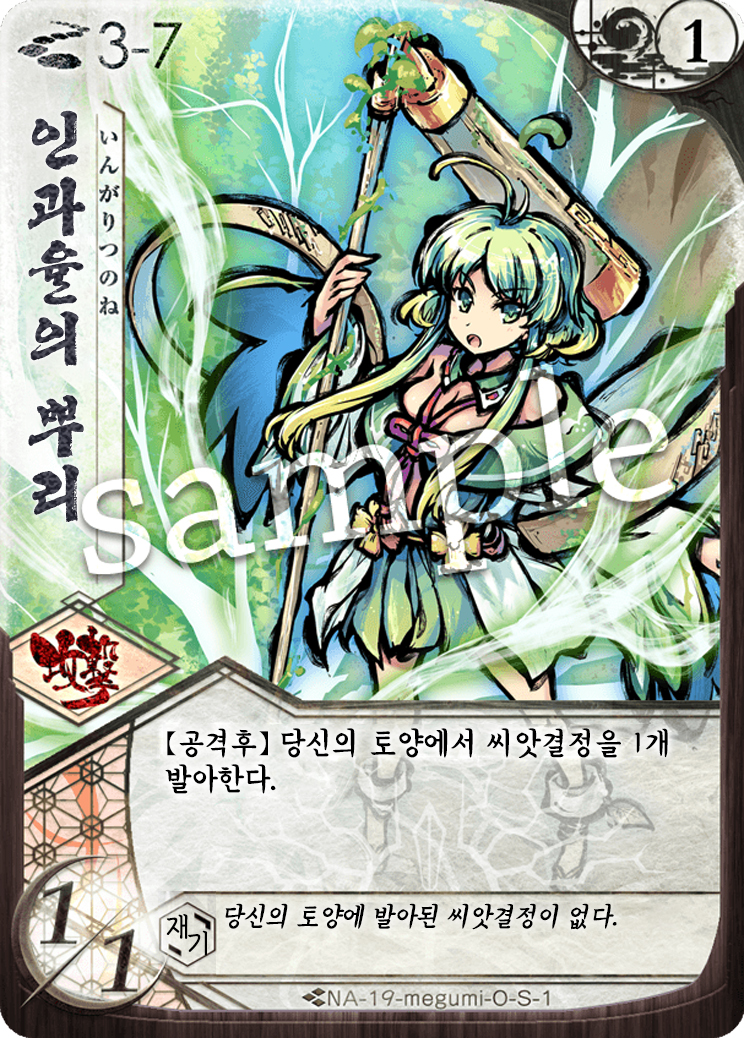 3-7
1
인과율의 뿌리
いんがりつのね
sample
攻撃
【공격후】 당신의 토양에서 씨앗결정을 1개
발아한다.
1/1
재기
당신의 토양에 발아된 씨앗결정이 없다.
NA-19-megumi-O-S-1